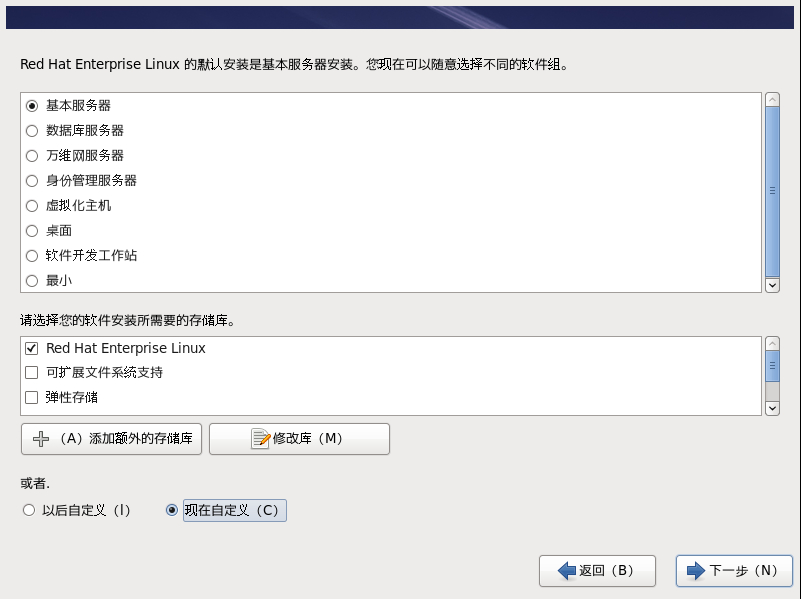 Red Hat Enterprise Linux 的默认安装是基本服务器安装。您现在可以随意选择不同的软件组。
基本服务器
数据库服务器
万维网服务器
身份管理服务器
虚拟化主机
桌面
软件开发工作站
最小
请选择您的软件安装所需要的存储库。
Red Hat Enterprise Linux
可扩展文件系统支持
弹性存储
（A）添加额外的存储库 修改库（M）
或者.
以后自定义（l） 现在自定义（C）
返回（B） 下一步（N）